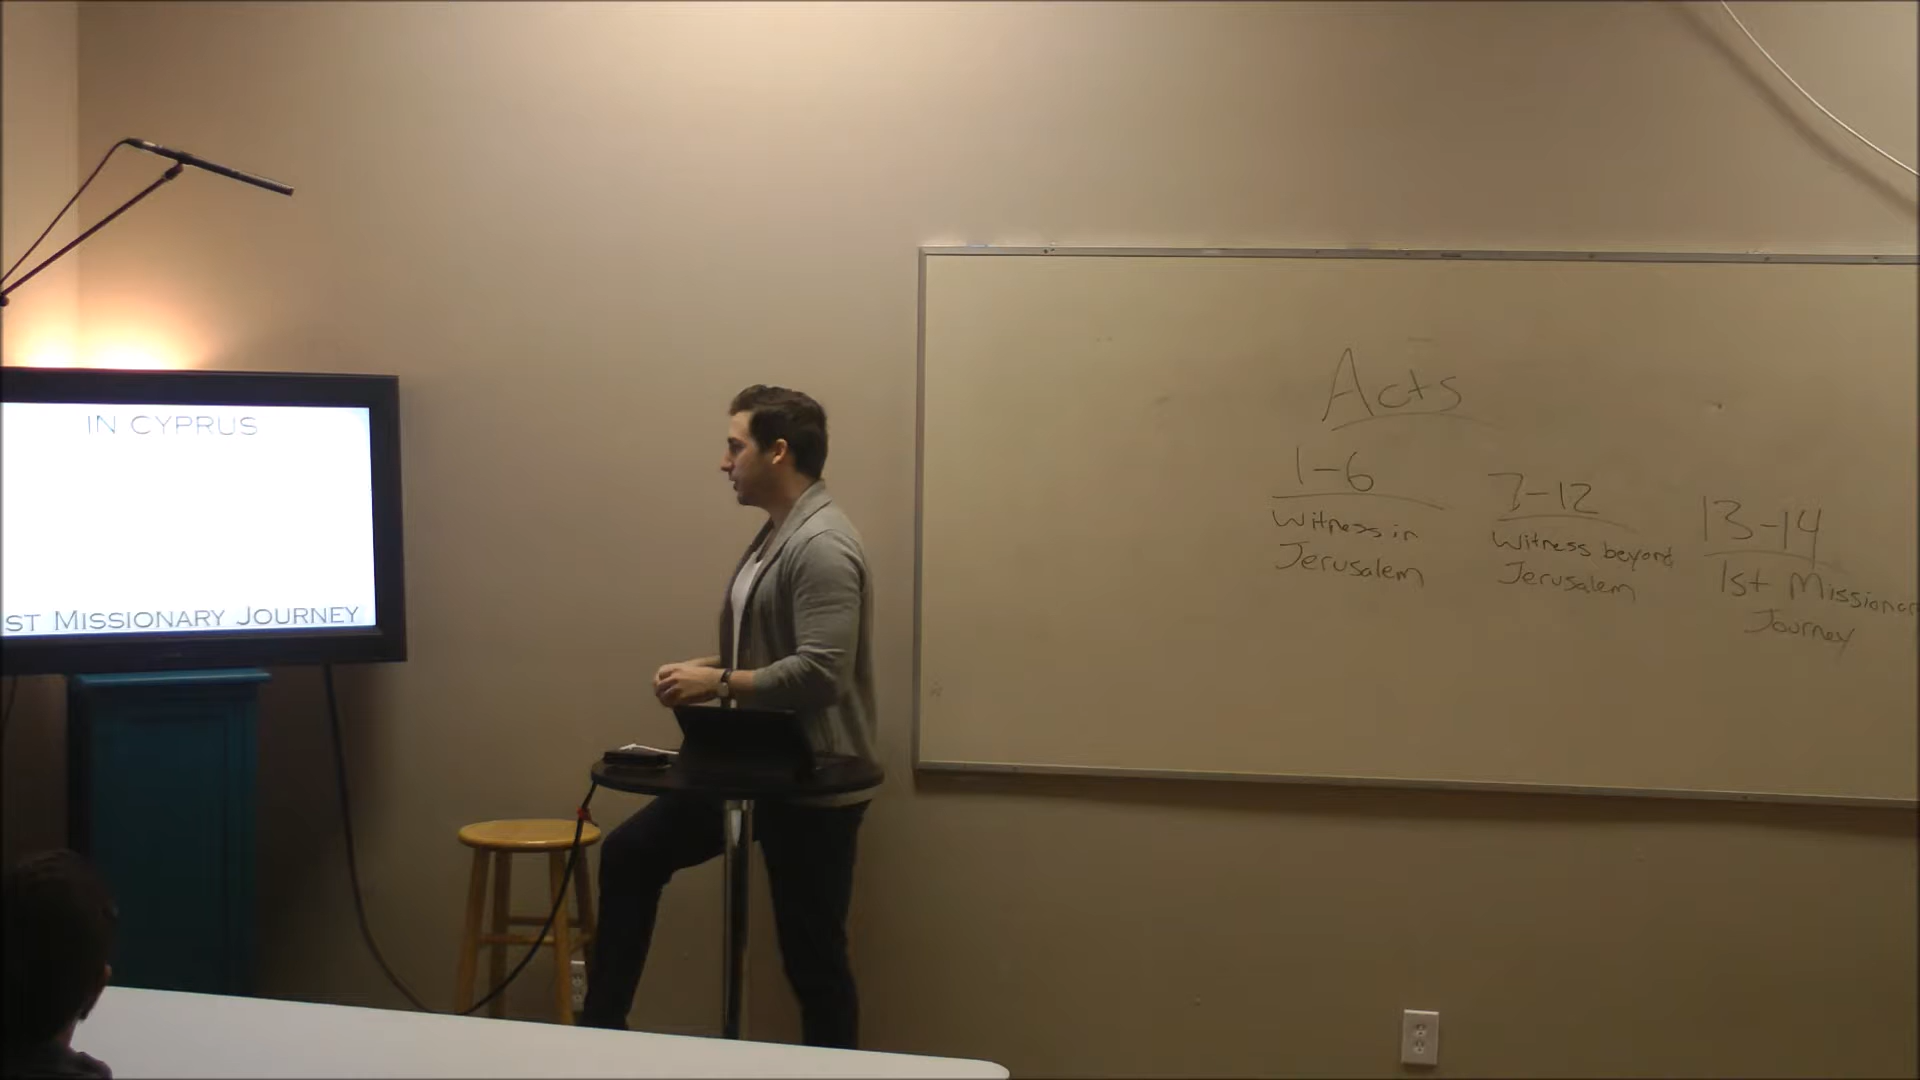 IN CYPRUS
ST MISSIONARY JOURNEY
Acts
1-6
Witness in
Jerusalem
7-12
Witness beyond
Jerusalem
13-14
1st Missionar
Journey